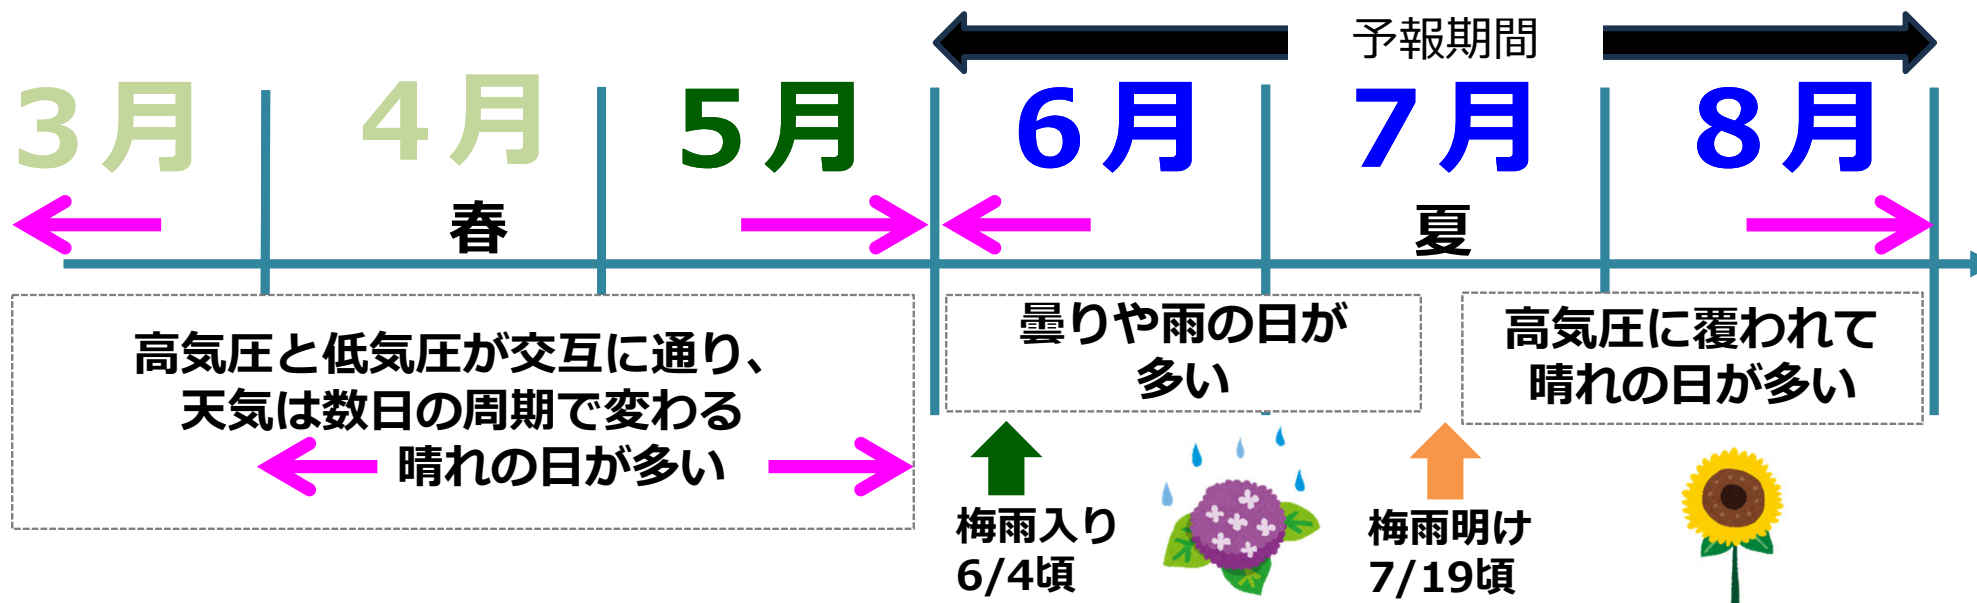 予報期間
3月
4月
5月
6月
7月
8月
春
夏
高気圧と低気圧が交互に通り、
天気は数日の周期で変わる
晴れの日が多い
曇りや雨の日が
多い
高気圧に覆われて
晴れの日が多い
梅雨入り
6/4頃
梅雨明け
7/19頃